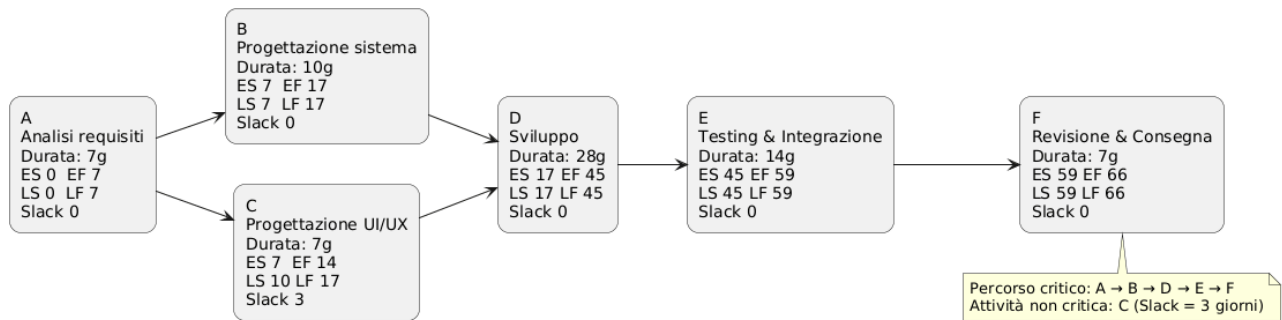 A
Analisi requisiti
Durata: 7g
ES 0 EF 7
LS 0 LF 7
Slack 0
B
Progettazione sistema
Durata: 10g
ES 7 EF 17
LS 7 LF 17
Slack 0
C
Progettazione UI/UX
Durata: 7g
ES 7 EF 14
LS 10 LF 17
Slack 3
D
Sviluppo
Durata: 28g
ES 17 EF 45
LS 17 LF 45
Slack 0
E
Testing & Integrazione
Durata: 14g
ES 45 EF 59
LS 45 LF 59
Slack 0
F
Revisione & Consegna
Durata: 7g
ES 59 EF 66
LS 59 LF 66
Slack 0
Percorso critico: A → B → D → E → F
Attività non critica: C (Slack = 3 giorni)